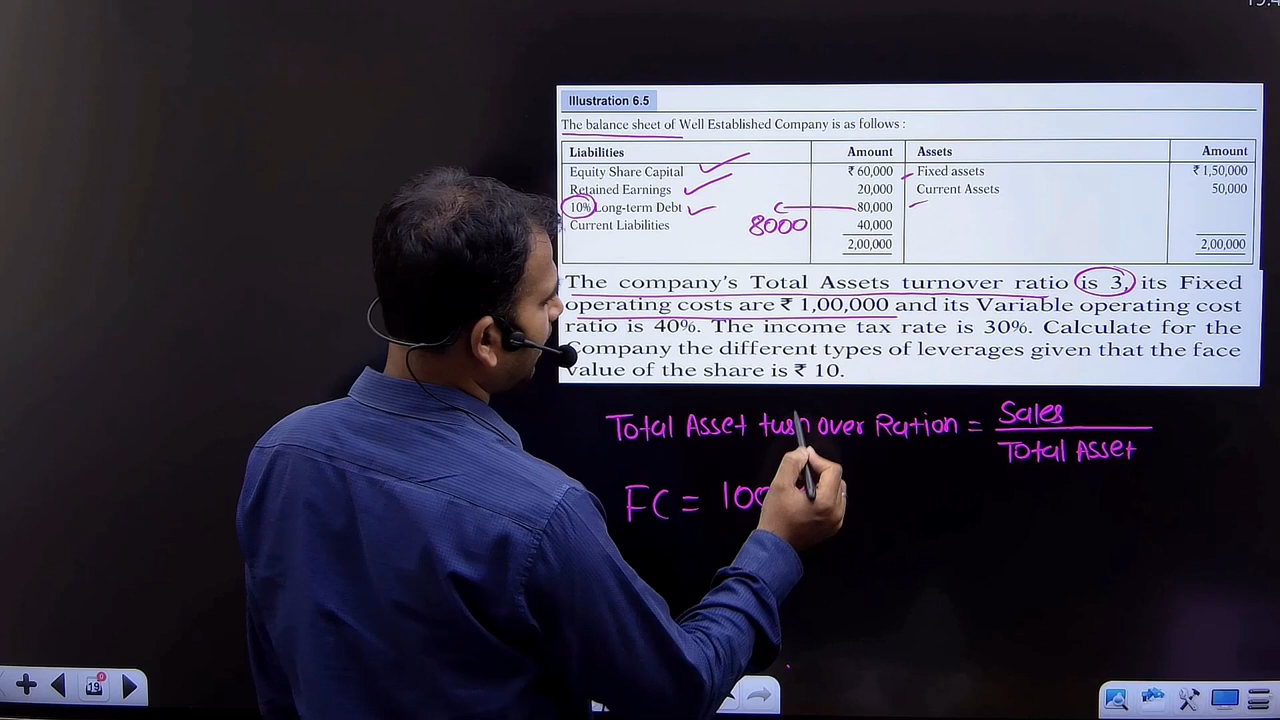 Illustration 6.5
The balance sheet of Well Established Company is as follows :
Liabilities Amount Assets Amount
Equity Share Capital ₹ 60,000 Fixed assets ₹ 1,50,000
Retained Earnings 20,000 Current Assets 50,000
10% Long-term Debt 80,000
8000
Current Liabilities 40,000
2,00,000 2,00,000
The company's Total Assets turnover ratio is 3, its Fixed
operating costs are ₹ 1,00,000 and its Variable operating cost
ratio is 40%. The income tax rate is 30%. Calculate for the
Company the different types of leverages given that the face
value of the share is ₹ 10.
Total Asset turnover Ration = Sales
Total Asset
FC = 100
19